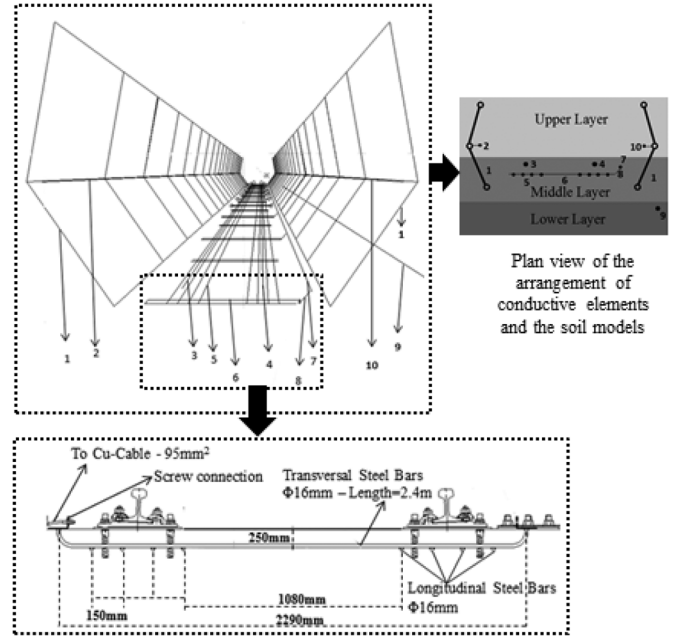 1
2
3
5
6
4
8
7
10
9
1
Upper Layer
2
10
3
4
7
8
1
5
6
1
Middle Layer
Lower Layer
9
Plan view of the
arrangement of
conductive elements
and the soil models
To Cu-Cable - 95mm²
Screw connection
Transversal Steel Bars
Φ16mm – Length=2.4m
250mm
1080mm
150mm
2290mm
Longitudinal Steel Bars
Φ16mm